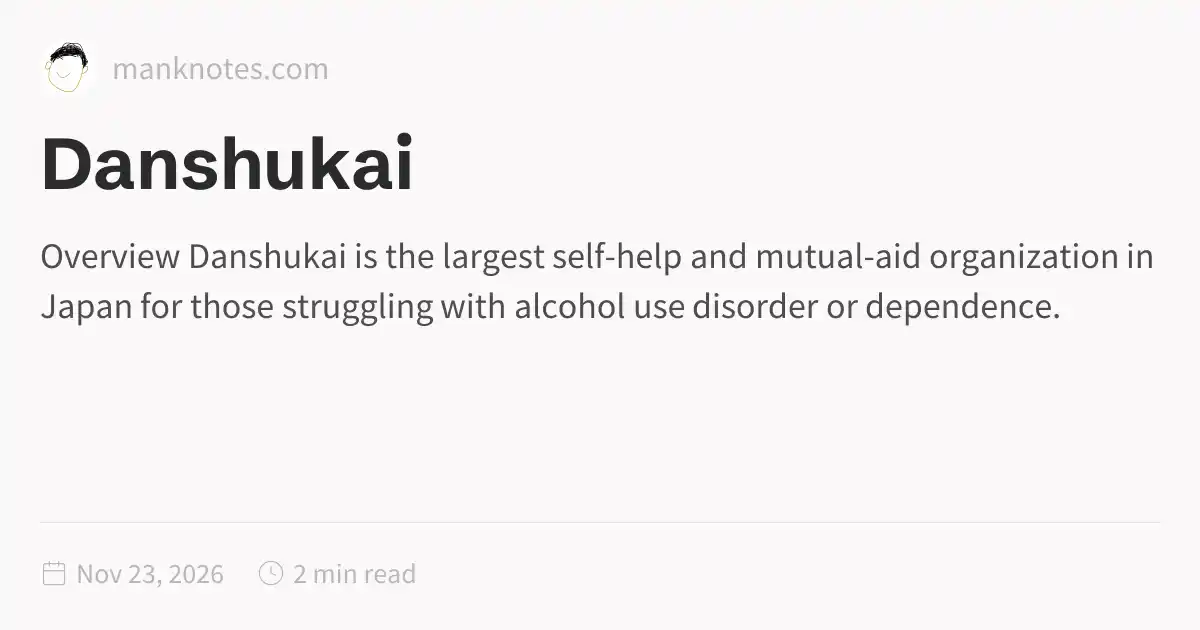 manknotes.com
Danshukai
Overview Danshukai is the largest self-help and mutual-aid organization in
Japan for those struggling with alcohol use disorder or dependence.
Nov 23, 2026 2 min read